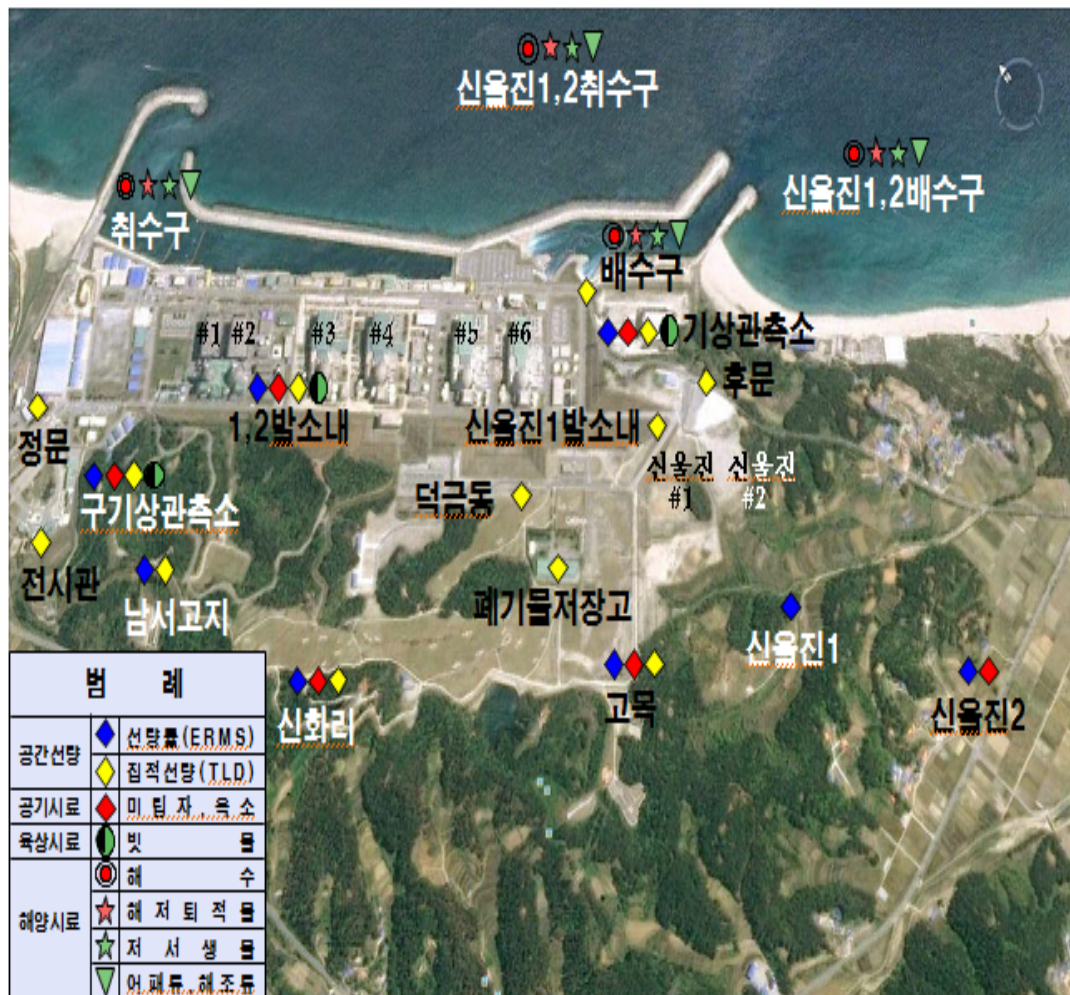 신울진1,2취수구
신울진1,2배수구
취수구
배수구
#1 #2 #3 #4 #5 #6
기상관측소
후문
1,2발소내
신울진1발소내
정문
신울진
#1
신울진
#2
구기상관측소
덕금동
전시관
남서고지
폐기물저장고
신울진1
신화리
고목
신울진2
범 례
공간선량
선량률(ERMS)
집적선량(TLD)
공기시료
미립자, 옥소
육상시료
빗 물
해양시료
해 수
해 저 퇴 적 물
저 서 생 물
어패류,해조류